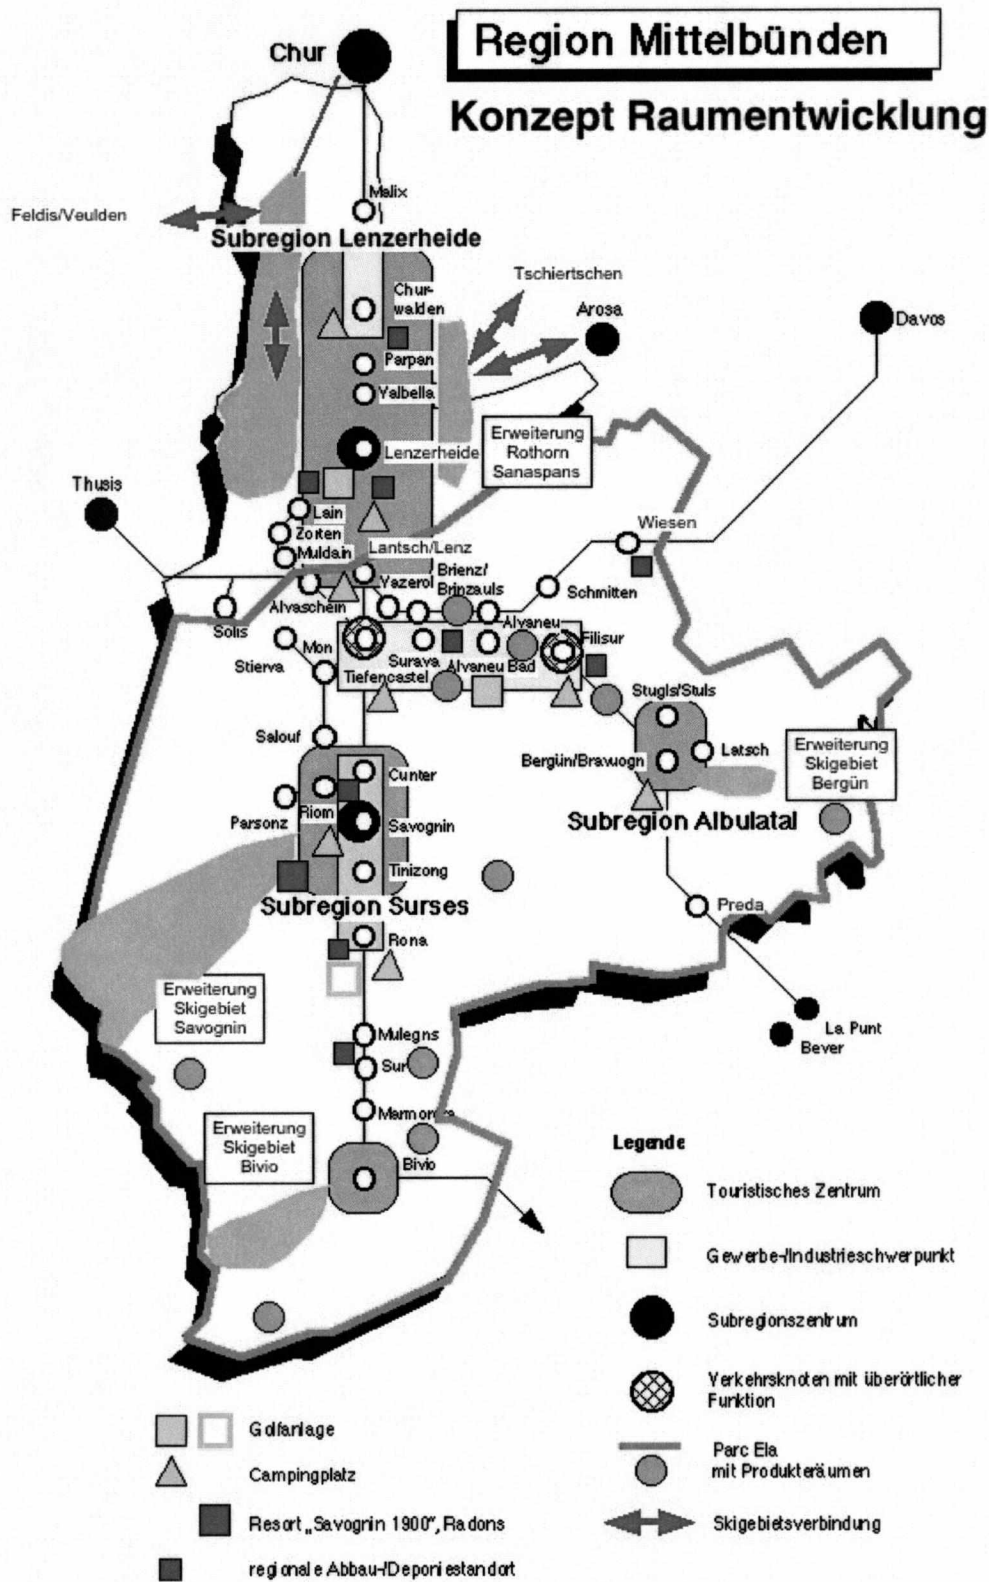 Region Mittelbünden
Konzept Raumentwicklung
Chur
Malix
Feldis/Veulden
Subregion Lenzerheide
Tschiertschen
Arosa
Davos
Chur-
walden
Parpan
Valbella
Lenzerheide
Erweiterung
Rothorn
Sanaspans
Thusis
Lain
Zorten
Muldain
Lantsch/Lenz
Wiesen
Alvaschein
Vazerol
Brienz/
Brinzauls
Schmitten
Solis
Alvaneu
Filisur
Mon
Stierva
Surava
Alvaneu Bad
Tiefencastel
Stugls/Stuls
Salouf
Latsch
Bergün/Bravuogn
Erweiterung
Skigebiet
Bergün
Cunter
Riom
Parsonz
Savognin
Subregion Albulatal
Tinizong
Subregion Surses
Preda
Rona
Erweiterung
Skigebiet
Savognin
La Punt
Bever
Mulegns
Sur
Marmorera
Erweiterung
Skigebiet
Bivio
Bivio
Legende
Touristisches Zentrum
Gewerbe-/Industrieschwerpunkt
Subregionszentrum
Verkehrsknoten mit überörtlicher
Funktion
Parc Ela
mit Produkteräumen
Skigebietsverbindung
Golfanlage
Campingplatz
Resort „Savognin 1900", Radons
regionale Abbau-/Deponiestandort